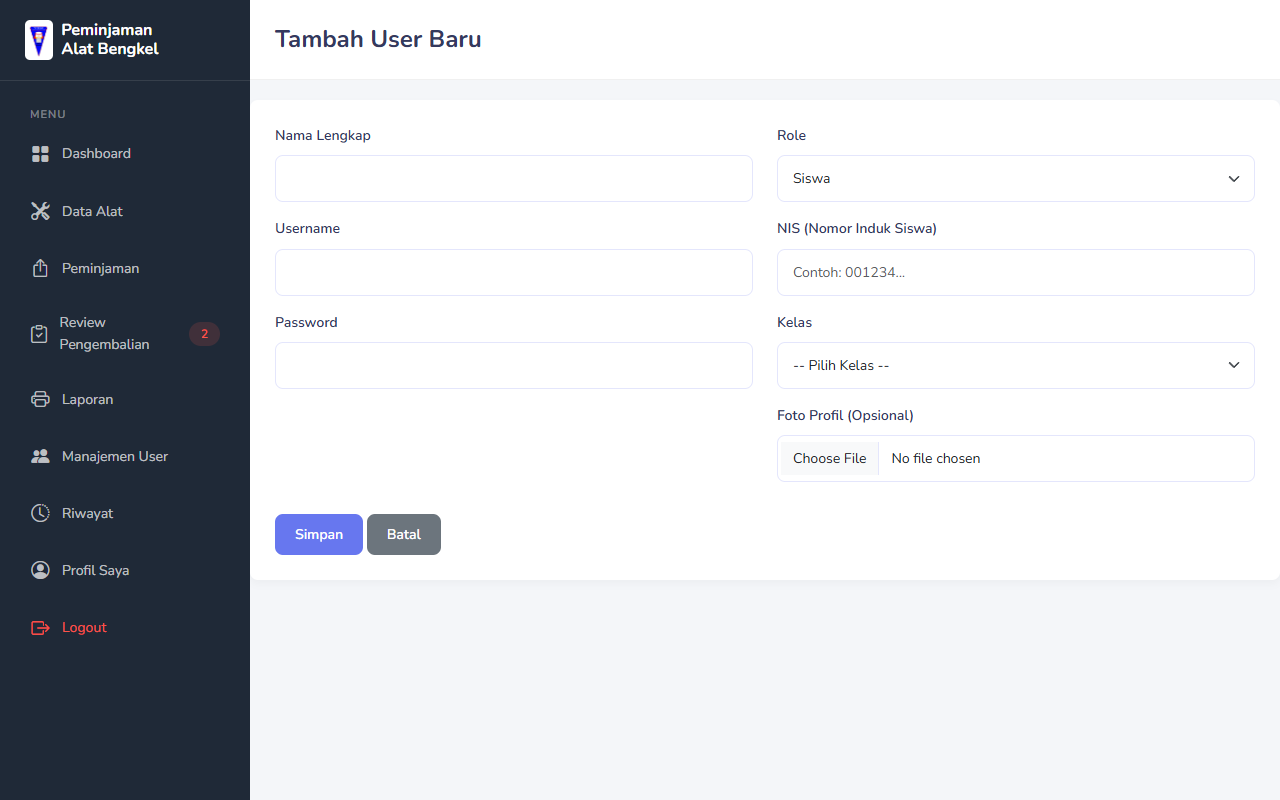 Peminjaman
Alat Bengkel
MENU
Dashboard
Data Alat
Peminjaman
Review
Pengembalian
2
Laporan
Manajemen User
Riwayat
Profil Saya
Logout
Tambah User Baru
Nama Lengkap
Username
Password
Role
Siswa
NIS (Nomor Induk Siswa)
Contoh: 001234...
Kelas
-- Pilih Kelas --
Foto Profil (Opsional)
Choose File No file chosen
Simpan Batal